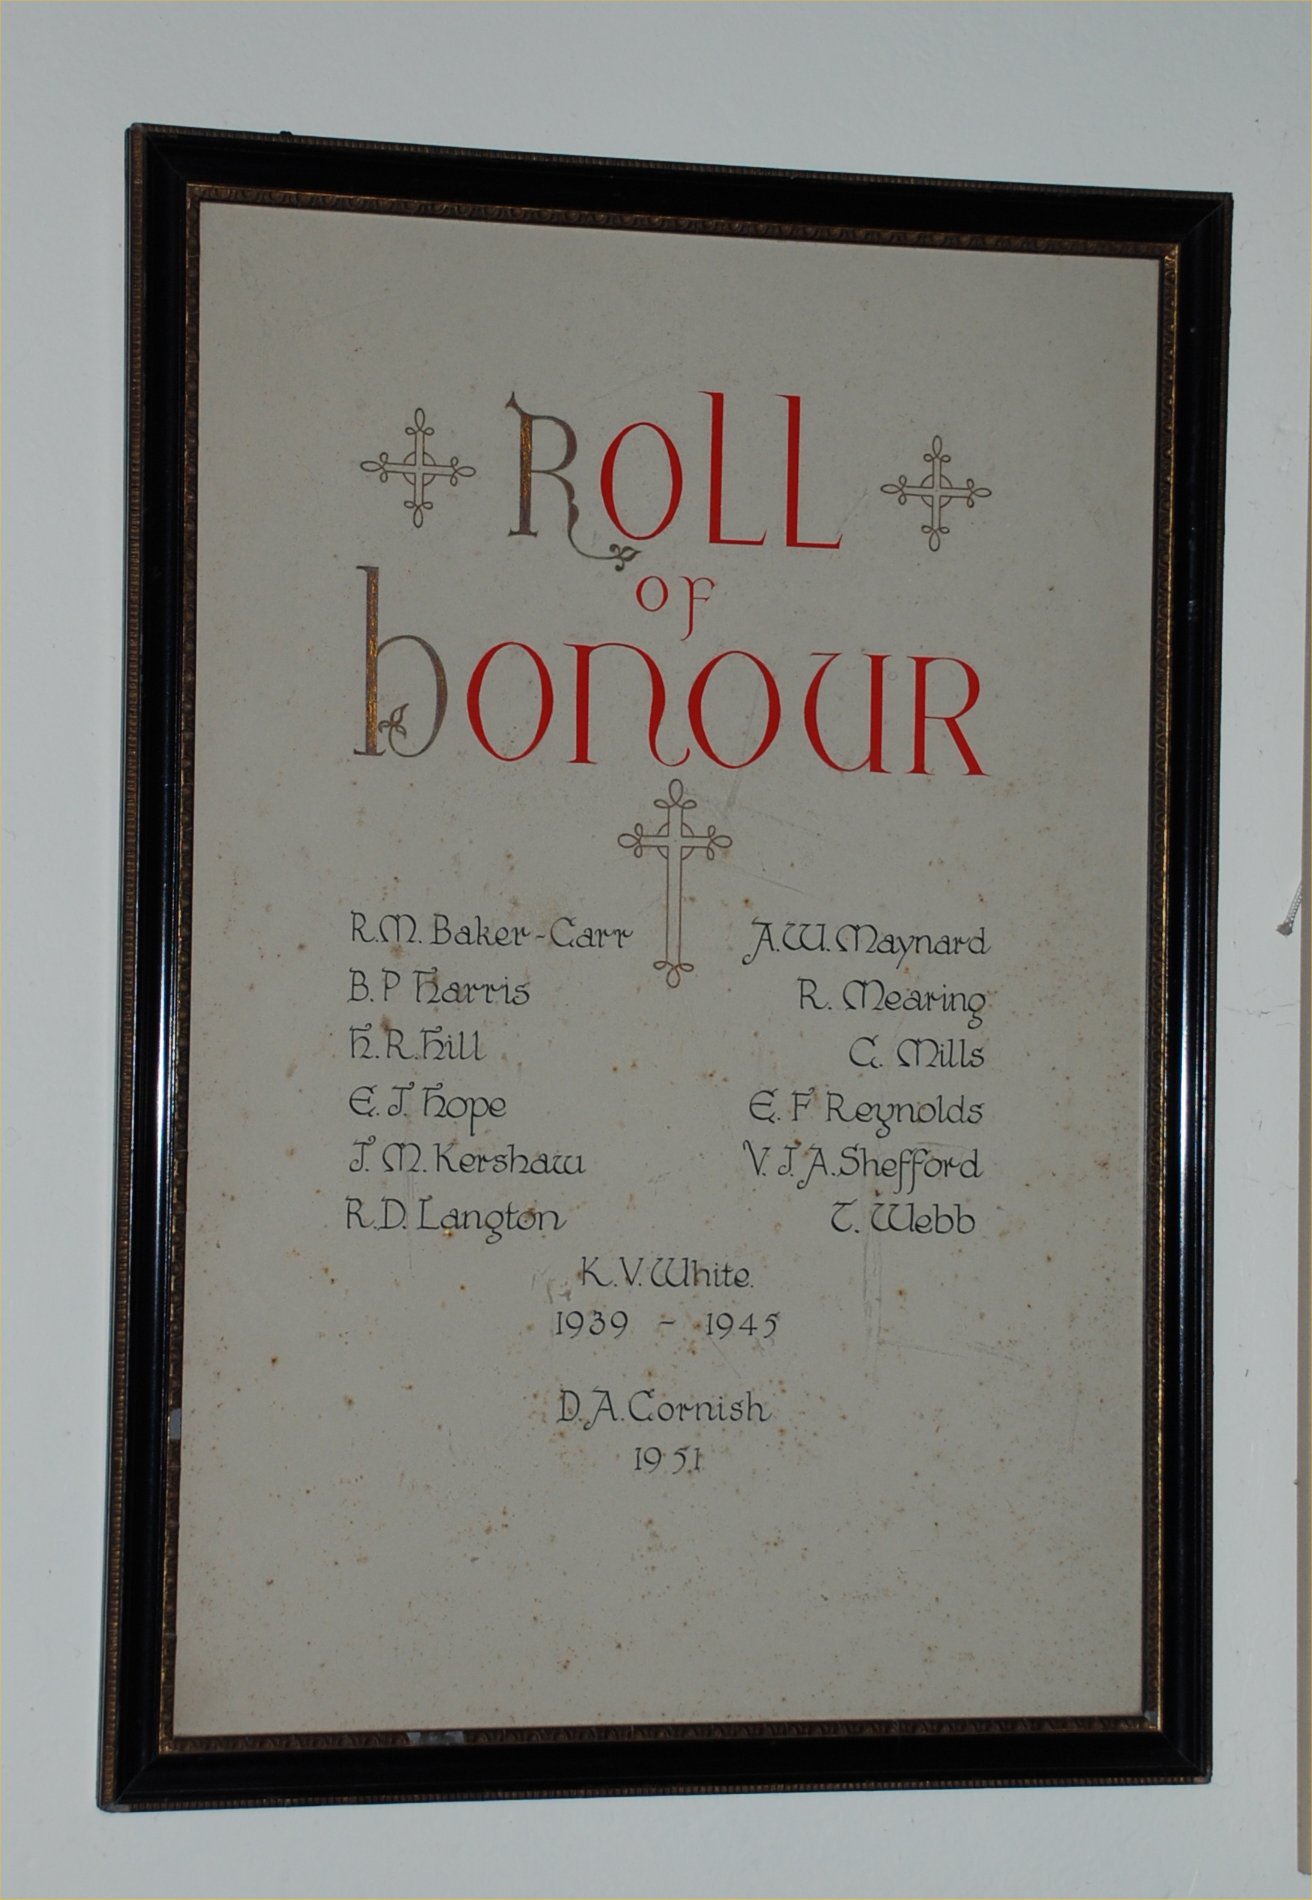 Roll
of
honour
R.M. Baker-Carr
B.P Harris
H.R. Hill
E.J. Hope
J.M. Kershaw
R.D. Langton
A.W. Maynard
R. Mearing
C. Mills
E.F Reynolds
V.J.A. Shefford
T. Webb
K.V. White.
1939 - 1945
D.A. Cornish
1951